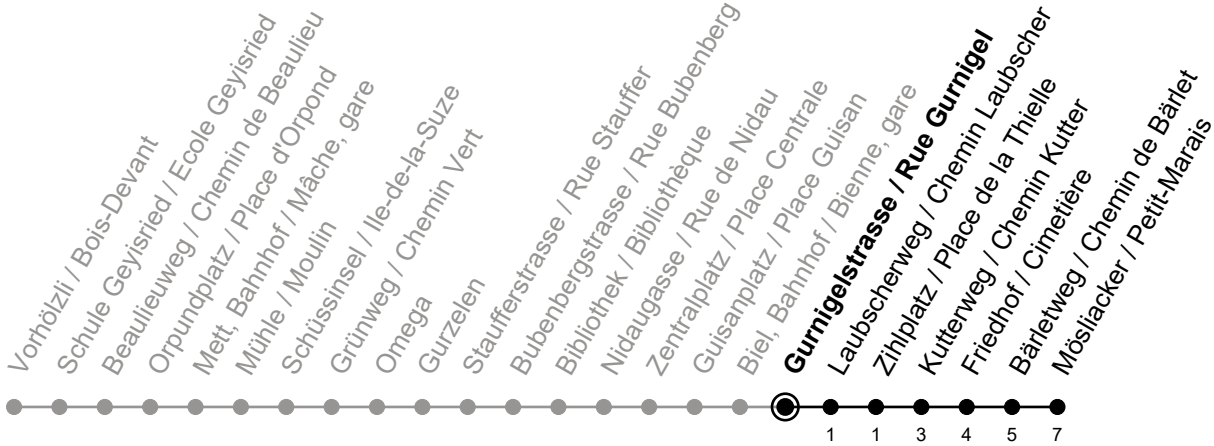 Vorhölzli / Bois-Devant
Schule Geyisried / Ecole Geyisried
Beaulieuweg / Chemin de Beaulieu
Orpundplatz / Place d'Orpond
Mett, Bahnhof / Mâche, gare
Mühle / Moulin
Schüssinsel / Ile-de-la-Suze
Grünweg / Chemin Vert
Omega
Gurzelen
Staufferstrasse / Rue Stauffer
Bubenbergstrasse / Rue Bubenberg
Bibliothek / Bibliothèque
Nidaugasse / Rue de Nidau
Zentralplatz / Place Centrale
Guisanplatz / Place Guisan
Biel, Bahnhof / Bienne, gare
Gurnigelstrasse / Rue Gurnigel
Laubscherweg / Chemin Laubscher
Zihlplatz / Place de la Thielle
Kutterweg / Chemin Kutter
Friedhof / Cimetière
Bärletweg / Chemin de Bärlet
Mösliacker / Petit-Marais
1 1 3 4 5 7